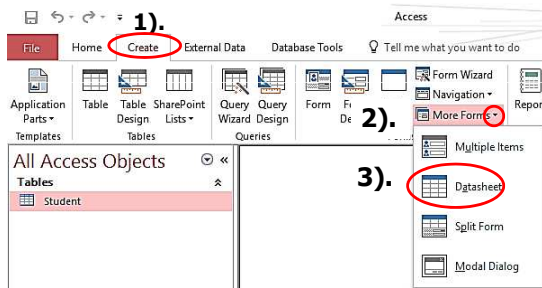 1).
Access
File Home Create External Data Database Tools Tell me what you want to do
Application Parts Table Table Design SharePoint Lists Query Wizard Query Design Form Form Wizard
Navigation
2). More Forms
Templates Tables Queries
All Access Objects
Tables
Student
3).
Multiple Items
Datasheet
Split Form
Modal Dialog